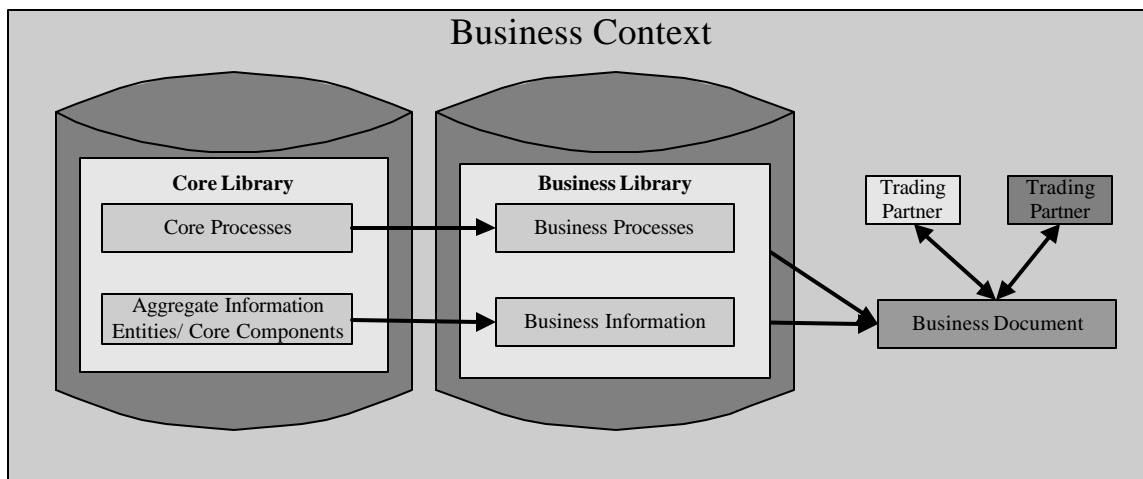 Business Context
Core Library
Core Processes
Aggregate Information
Entities/ Core Components
Business Library
Business Processes
Business Information
Trading
Partner
Trading
Partner
Business Document